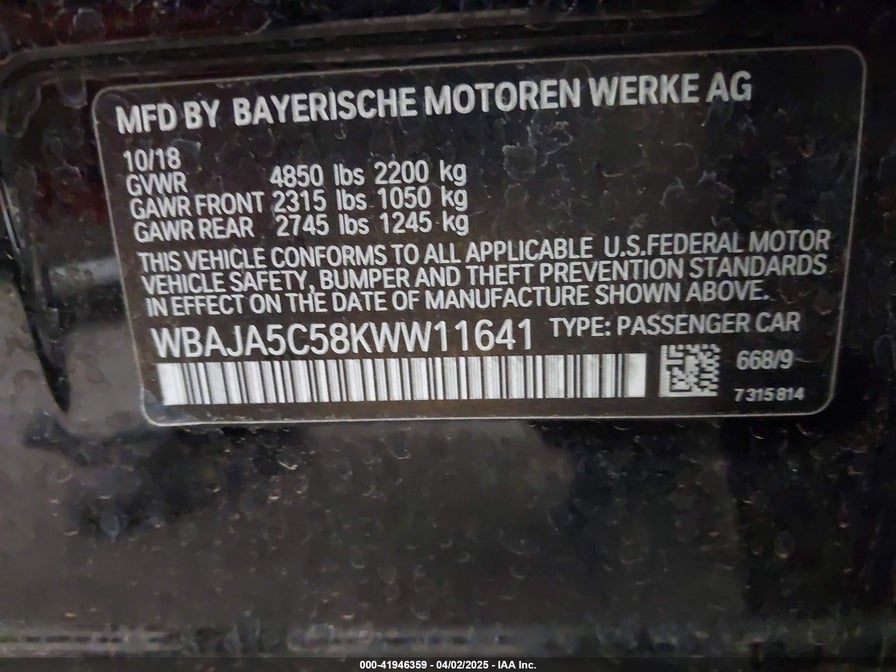 MFD BY BAYERISCHE MOTOREN WERKE AG
10/18
GVWR 4850 lbs 2200 kg
GAWR FRONT 2315 lbs 1050 kg
GAWR REAR 2745 lbs 1245 kg
THIS VEHICLE CONFORMS TO ALL APPLICABLE U.S.FEDERAL MOTOR
VEHICLE SAFETY, BUMPER AND THEFT PREVENTION STANDARDS
IN EFFECT ON THE DATE OF MANUFACTURE SHOWN ABOVE.
WBAJA5C58KWW11641 TYPE: PASSENGER CAR
668/9
7 315 814
000-41946359 - 04/02/2025 - IAA Inc.